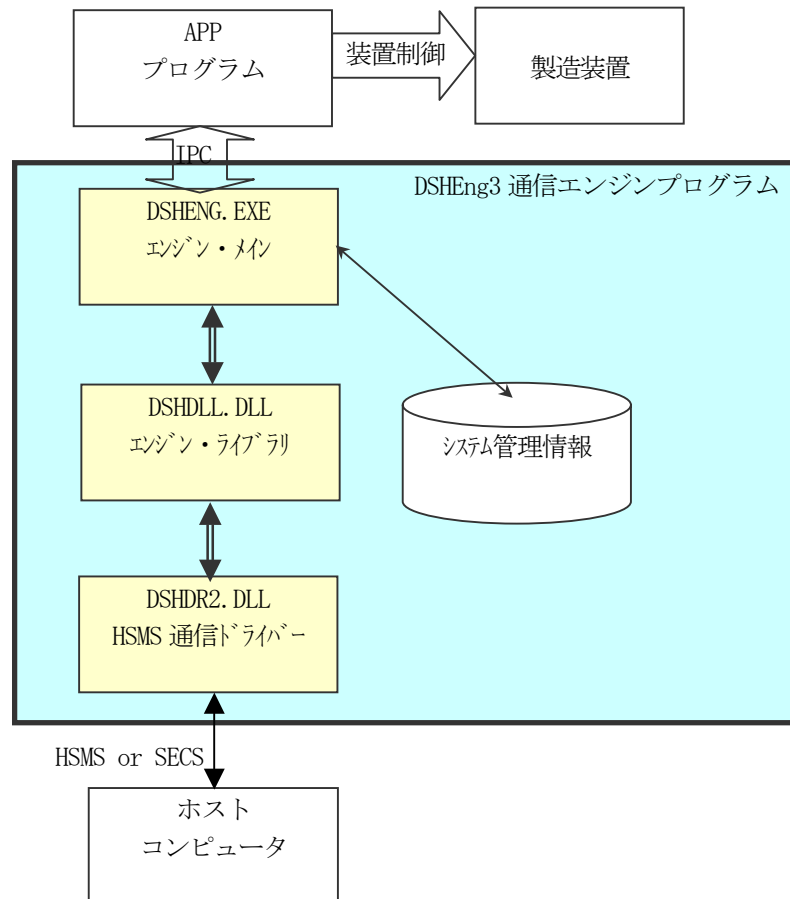 APP
プログラム
装置制御
製造装置
IPC
DSHEng3 通信エンジンプログラム
DSHENG.EXE
ｴﾝｼﾞﾝ・ﾒｲﾝ
DSHDLL.DLL
ｴﾝｼﾞﾝ・ﾗｲﾌﾞﾗﾘ
ｼｽﾃﾑ管理情報
DSHDR2.DLL
HSMS 通信ﾄﾞﾗｲﾊﾞｰ
HSMS or SECS
ホスト
コンピュータ